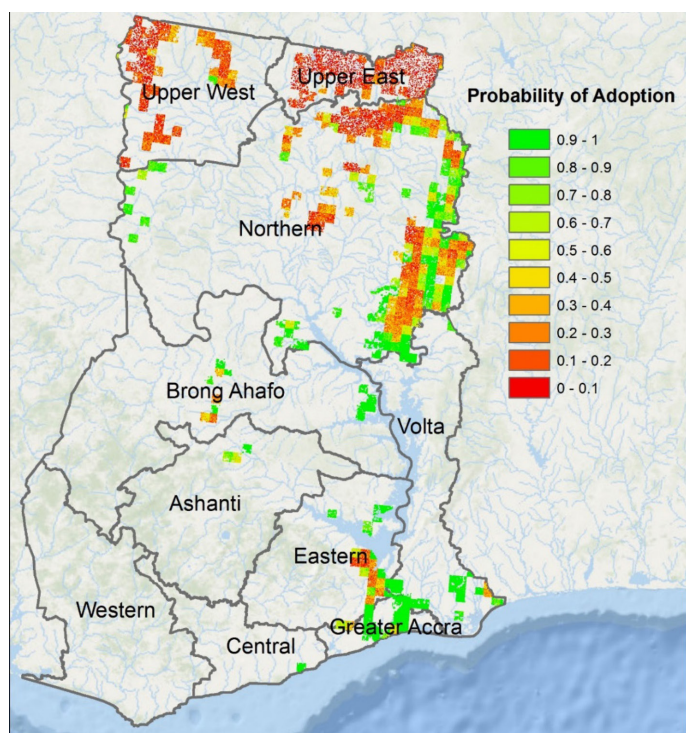 Upper West
Upper East
Probability of Adoption
0.9 - 1
0.8 - 0.9
0.7 - 0.8
0.6 - 0.7
0.5 - 0.6
0.4 - 0.5
0.3 - 0.4
0.2 - 0.3
0.1 - 0.2
0 - 0.1
Northern
Brong Ahafo
Volta
Ashanti
Eastern
Western
Central
Greater Accra